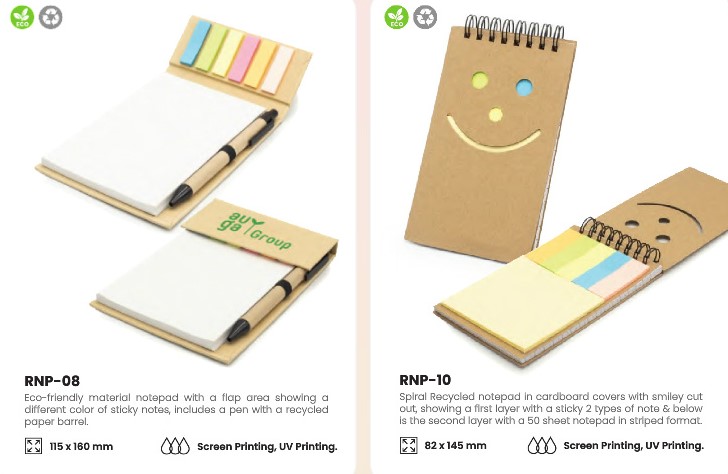 ECO
auya
ga Group
RNP-08
Eco-friendly material notepad with a flap area showing a
different color of sticky notes, includes a pen with a recycled
paper barrel.
115 x 160 mm
Screen Printing, UV Printing.
ECO
RNP-10
Spiral Recycled notepad in cardboard covers with smiley cut
out, showing a first layer with a sticky 2 types of note & below
is the second layer with a 50 sheet notepad in striped format.
82 x 145 mm
Screen Printing, UV Printing.